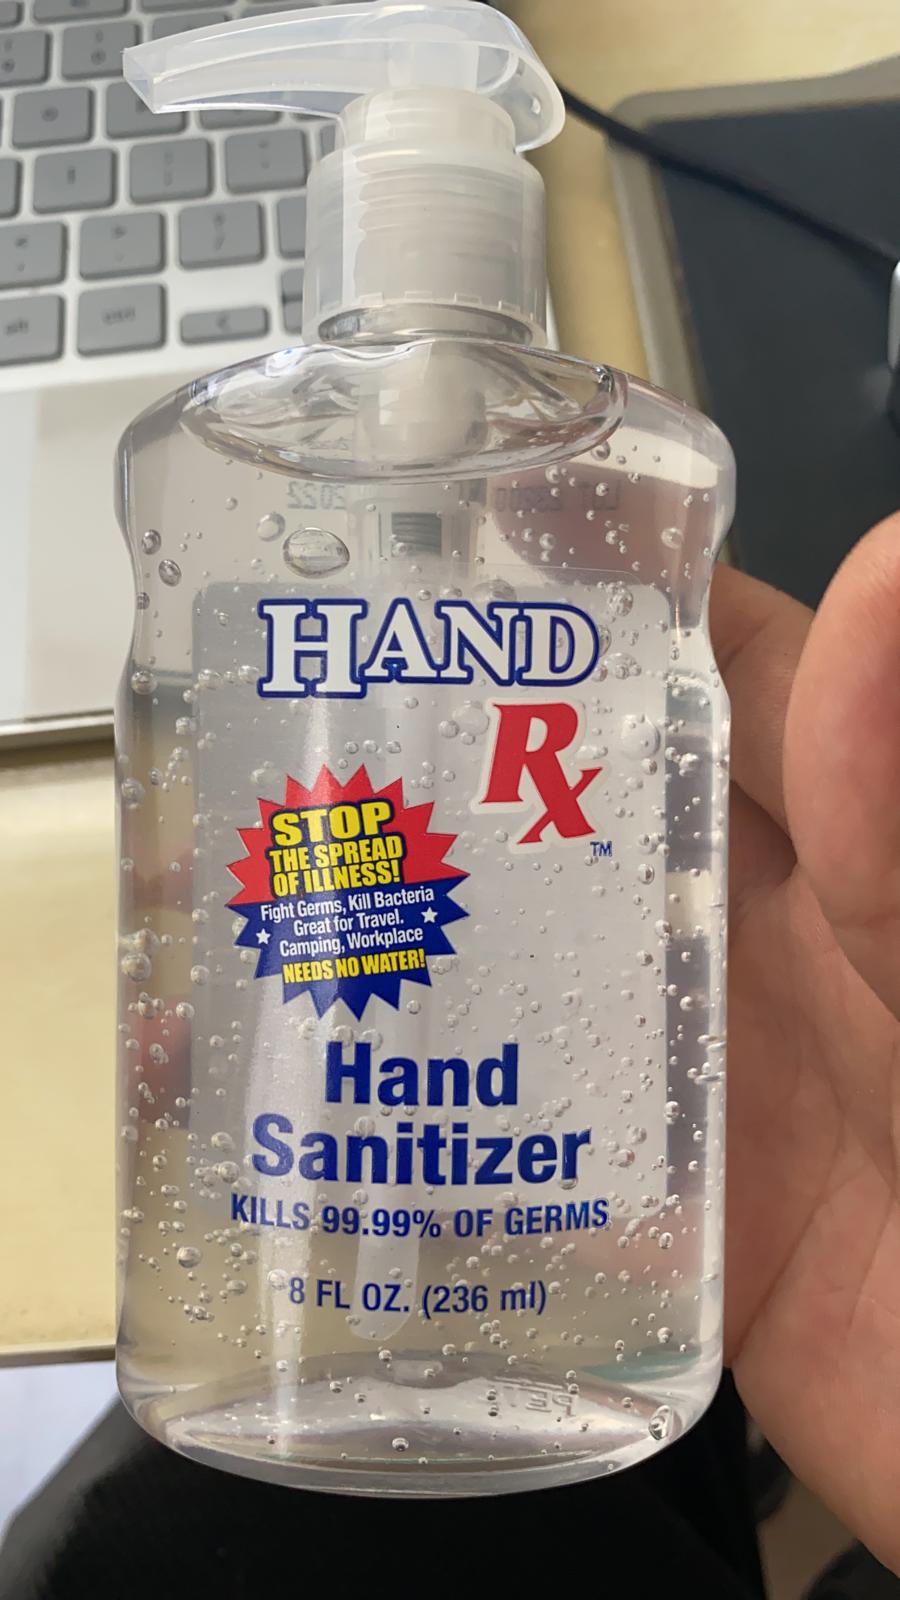 HAND
Rx
TM
STOP
THE SPREAD
OF ILLNESS!
Fight Germs, Kill Bacteria
Great for Travel.
Camping, Workplace
NEEDS NO WATER!
Hand
Sanitizer
KILLS 99.99% OF GERMS
8 FL OZ. (236 ml)